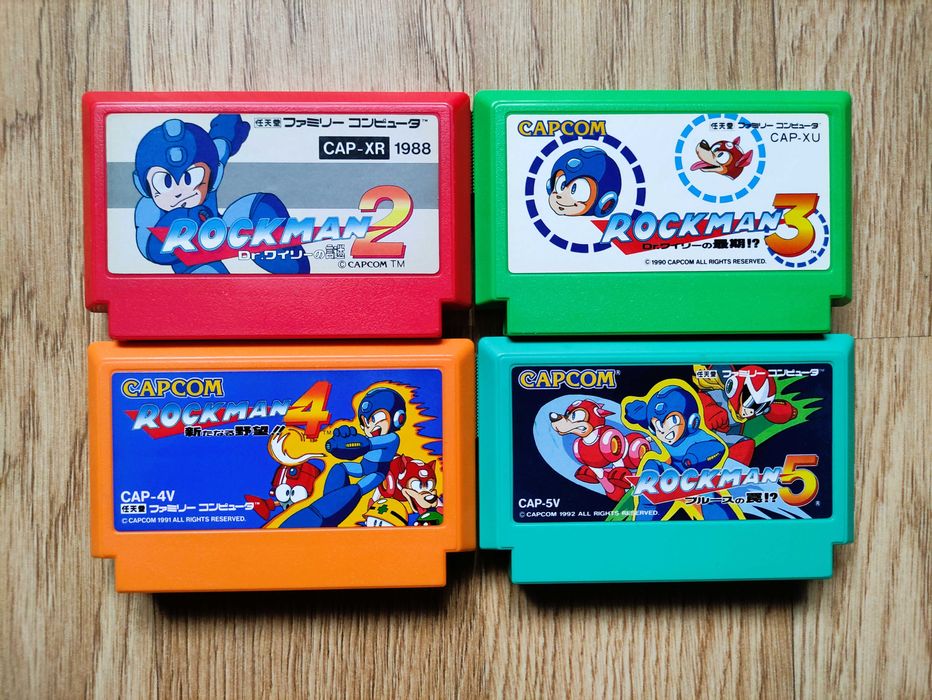 任天堂 ファミリー コンピュータ™
CAP-XR 1988
ROCKMAN 2
Dr.ワイリーの謎
© CAPCOM TM
CAPCOM
任天堂 ファミリー コンピュータ
CAP-XU
ROCKMAN 3
Dr.ワイリーの最期!?
© 1990 CAPCOM ALL RIGHTS RESERVED.
CAPCOM
ROCKMAN 4™
新たなる野望!!
CAP-4V
任天堂 ファミリー コンピュータ
© CAPCOM 1991 ALL RIGHTS RESERVED.
CAPCOM®
任天堂 ファミリー コンピュータ™
ROCKMAN 5®
ブルースの罠!?
CAP-5V
© CAPCOM 1992 ALL RIGHTS RESERVED.